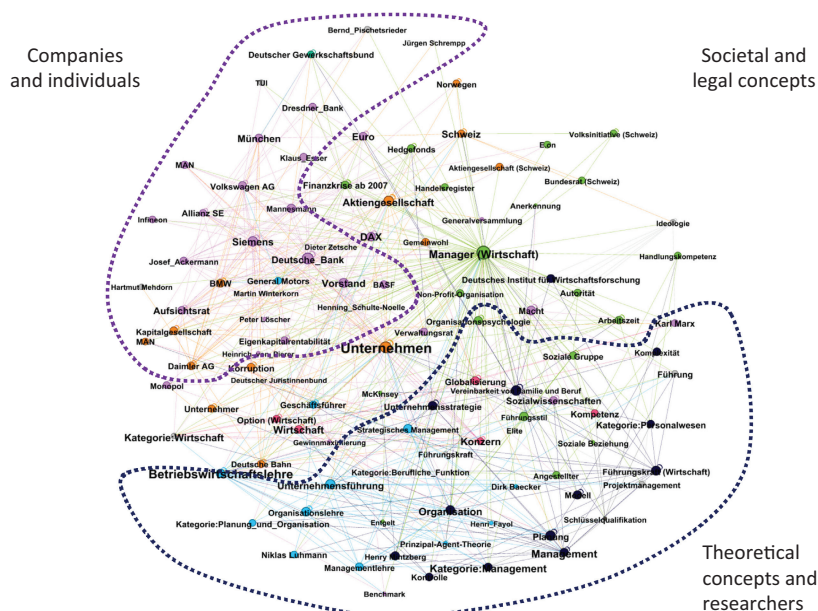 Companies
and individuals
Societal and
legal concepts
Bernd_Pischetsrieder
Jürgen Schrempp
Deutscher Gewerkschaftsbund
TUI
Norwegen
Dresdner_Bank
München
Euro
Schweiz
Volksinitiative (Schweiz)
Hedgefonds
E.on
Klaus_Esser
MAN
Aktiengesellschaft (Schweiz)
Bundesrat (Schweiz)
Volkswagen AG
Finanzkrise ab 2007
Handelsregister
Aktiengesellschaft
Anerkennung
Mannesmann
Allianz SE
Infineon
Generalversammlung
Ideologie
Siemens
DAX
Dieter Zetsche
Gemeinwohl
Manager (Wirtschaft)
Josef_Ackermann
Deutsche_Bank
Handlungskompetenz
Hartmut Mehdorn
BMW
General Motors
Vorstand
BASF
Deutsches Institut für Wirtschaftsforschung
Martin Winterkorn
Non-Profit-Organisation
Autorität
Aufsichtsrat
Henning_Schulte-Noelle
Macht
Peter Löscher
Organisationspsychologie
Arbeitszeit
Karl Marx
Kapitalgesellschaft
Verwaltungsrat
MAN
Eigenkapitalrentabilität
Unternehmen
Komplexität
Soziale Gruppe
Daimler AG
Korruption
Führung
Deutscher Juristinnenbund
Globalisierung
Monopol
McKinsey
Vereinbarkeit von Familie und Beruf
Sozialwissenschaften
Unternehmer
Geschäftsführer
Unternehmensstrategie
Kompetenz
Option (Wirtschaft)
Führungsstil
Kategorie:Personalwesen
Wirtschaft
Strategisches Management
Elite
Kategorie:Wirtschaft
Gewinnmaximierung
Konzern
Soziale Beziehung
Führungskraft
Deutsche Bahn
Betriebswirtschaftslehre
Kategorie:Berufliche_Funktion
Führungskraft (Wirtschaft)
Angestellter
Unternehmensführung
Dirk Baecker
Projektmanagement
Modell
Organisationslehre
Organisation
Schlüsselqualifikation
Kategorie:Planung_und_Organisation
Entgelt
Henri_Fayol
Planung
Prinzipal-Agent-Theorie
Niklas Luhmann
Henry Mintzberg
Management
Managementlehre
Kategorie:Management
Kontrolle
Benchmark
Theoretical
concepts and
researchers